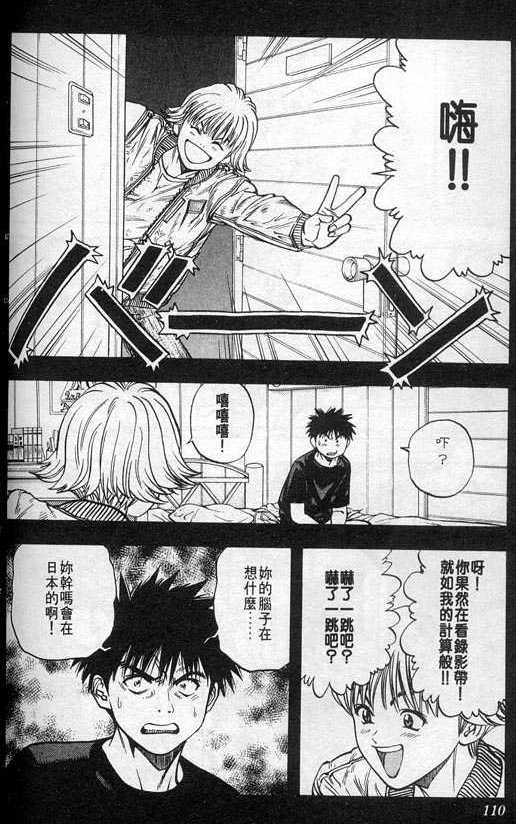 嗨!!
吓?
嘻嘻嘻!
呀!
你果然在看錄影帶!
就如我的計算般!!
嚇了一跳吧?
嚇了一跳吧?
妳的腦子在
想什麼……
妳幹嗎會在
日本的啊!
110